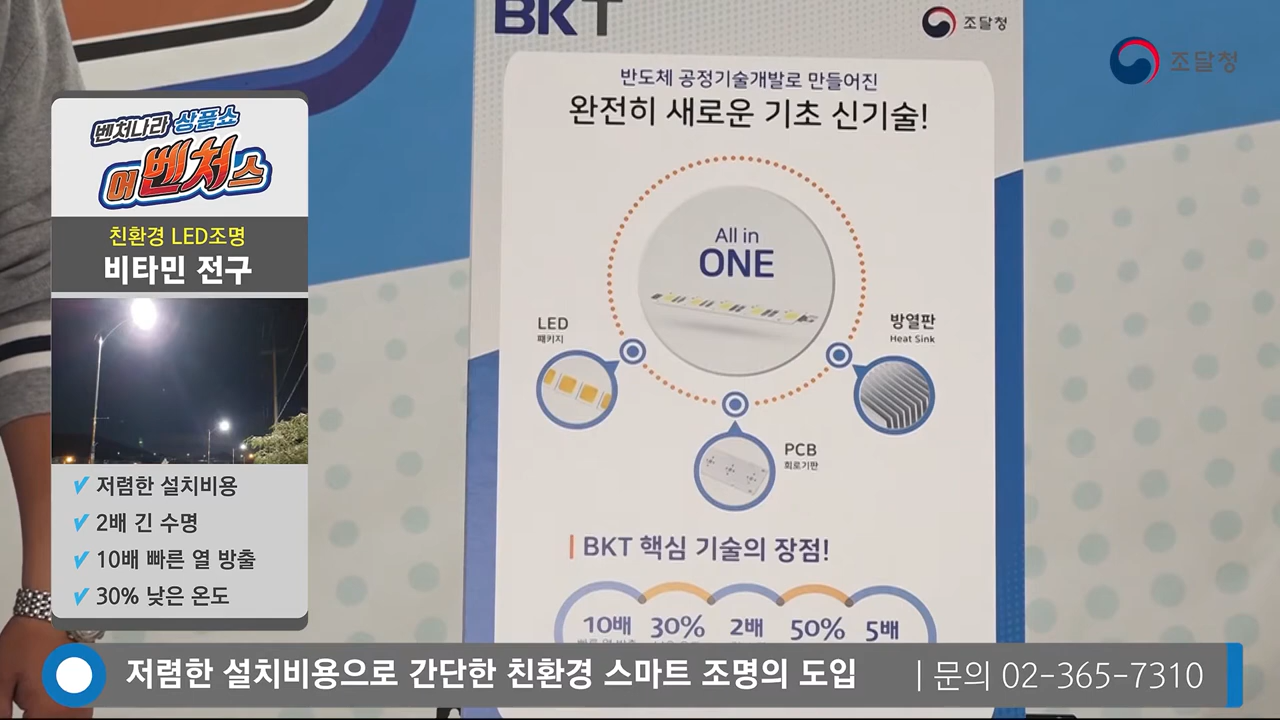 BKT
조달청
조달청
반도체 공정기술개발로 만들어진
완전히 새로운 기초 신기술!
벤처나라 상품쇼
어벤처스
친환경 LED조명
비타민 전구
All in
ONE
LED
패키지
방열판
Heat Sink
PCB
회로기판
저렴한 설치비용
2배 긴 수명
10배 빠른 열 방출
30% 낮은 온도
BKT 핵심 기술의 장점!
10배 30% 2배 50% 5배
저렴한 설치비용으로 간단한 친환경 스마트 조명의 도입 | 문의 02-365-7310